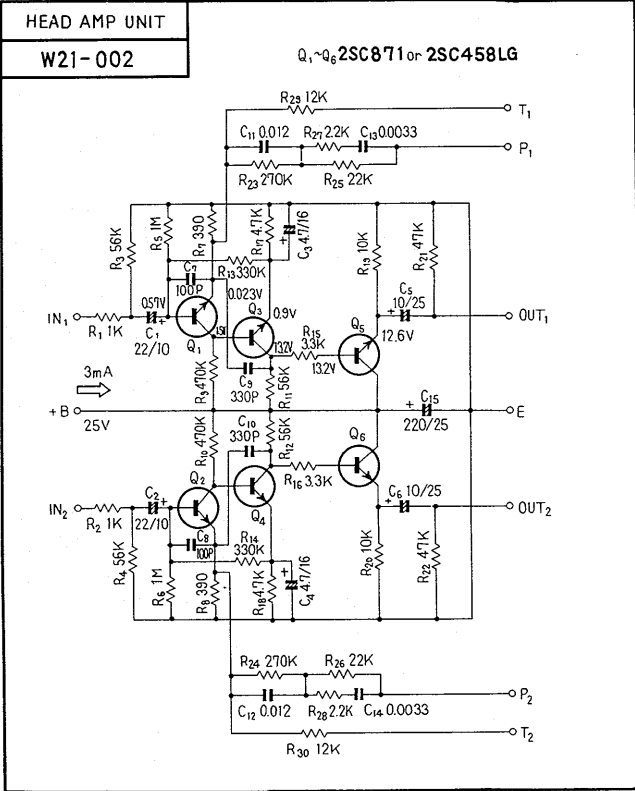 HEAD AMP UNIT
W21-002
Q1~Q6 2SC871 or 2SC458LG
R29 12K
T1
C11 0.012 R27 2.2K C13 0.0033
P1
R23 270K R25 22K
R3 56K
R5 1M
R7 390
R17 4.7K
+
C3 4.7/16
R19 10K
R21 47K
C7
100P
R13 330K
0.023V
C5
10/25
+
IN1
R1 1K
0.57V
+
C1
22/10
Q1
Q3
0.9V
13.2V
R15
3.3K
13.2V
Q5
12.6V
OUT1
R9 470K
C9
330P
R11 56K
3mA
+B
25V
+
C15
220/25
E
R10 470K
C10
330P
R12 56K
Q6
IN2
R2 1K
C2
+
22/10
Q2
Q4
R16 3.3K
+
C6 10/25
OUT2
R4 56K
R6 1M
C8
100P
R8 390
R14
330K
R18 4.7K
+
C4 4.7/16
R20 10K
R22 47K
R24 270K R26 22K
C12 0.012 R28 2.2K C14 0.0033
P2
R30 12K
T2